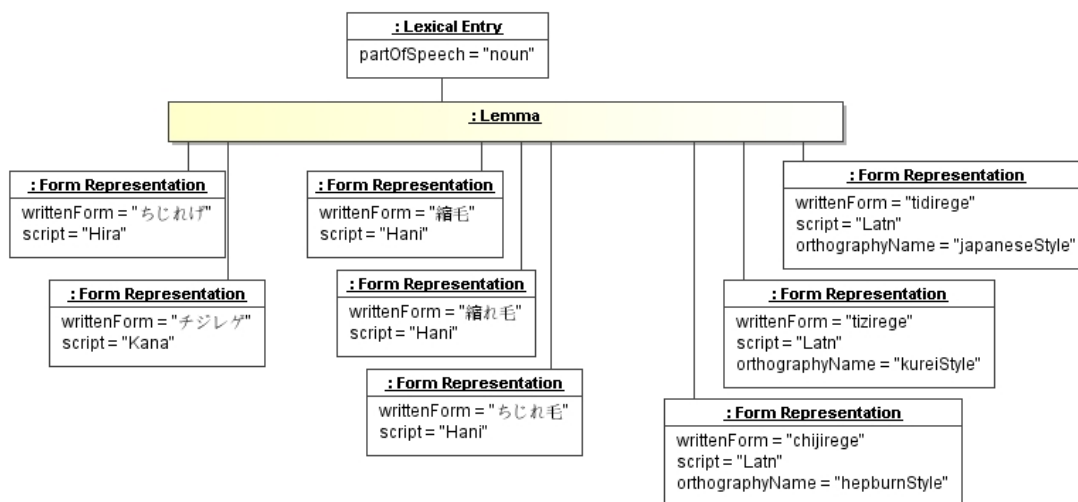 : Lexical Entry
partOfSpeech = "noun"
: Lemma
: Form Representation
writtenForm = "ちじれげ"
script = "Hira"
: Form Representation
writtenForm = "チジレゲ"
script = "Kana"
: Form Representation
writtenForm = "縮毛"
script = "Hani"
: Form Representation
writtenForm = "縮れ毛"
script = "Hani"
: Form Representation
writtenForm = "ちじれ毛"
script = "Hani"
: Form Representation
writtenForm = "tidirege"
script = "Latn"
orthographyName = "japaneseStyle"
: Form Representation
writtenForm = "tizirege"
script = "Latn"
orthographyName = "kureiStyle"
: Form Representation
writtenForm = "chijirege"
script = "Latn"
orthographyName = "hepburnStyle"